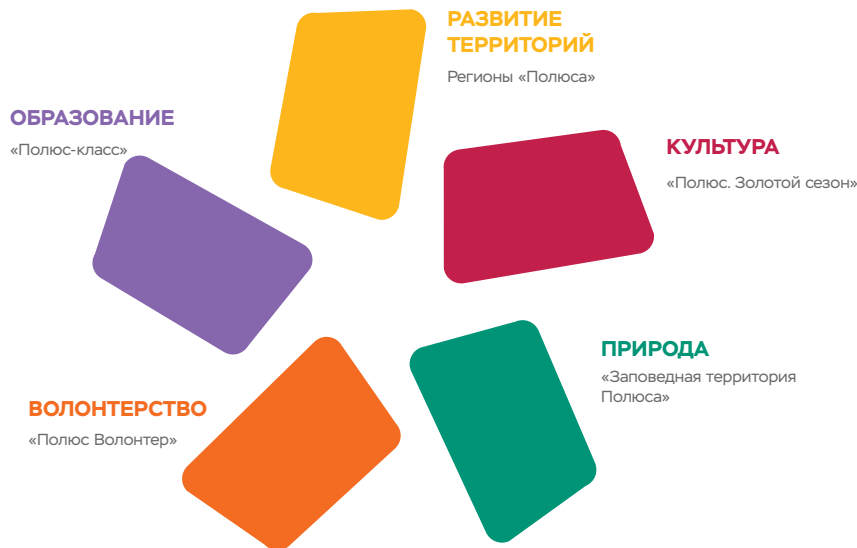 РАЗВИТИЕ
ТЕРРИТОРИЙ
Регионы «Полюса»
ОБРАЗОВАНИЕ
«Полюс-класс»
КУЛЬТУРА
«Полюс. Золотой сезон»
ПРИРОДА
«Заповедная территория
Полюса»
ВОЛОНТЕРСТВО
«Полюс Волонтер»